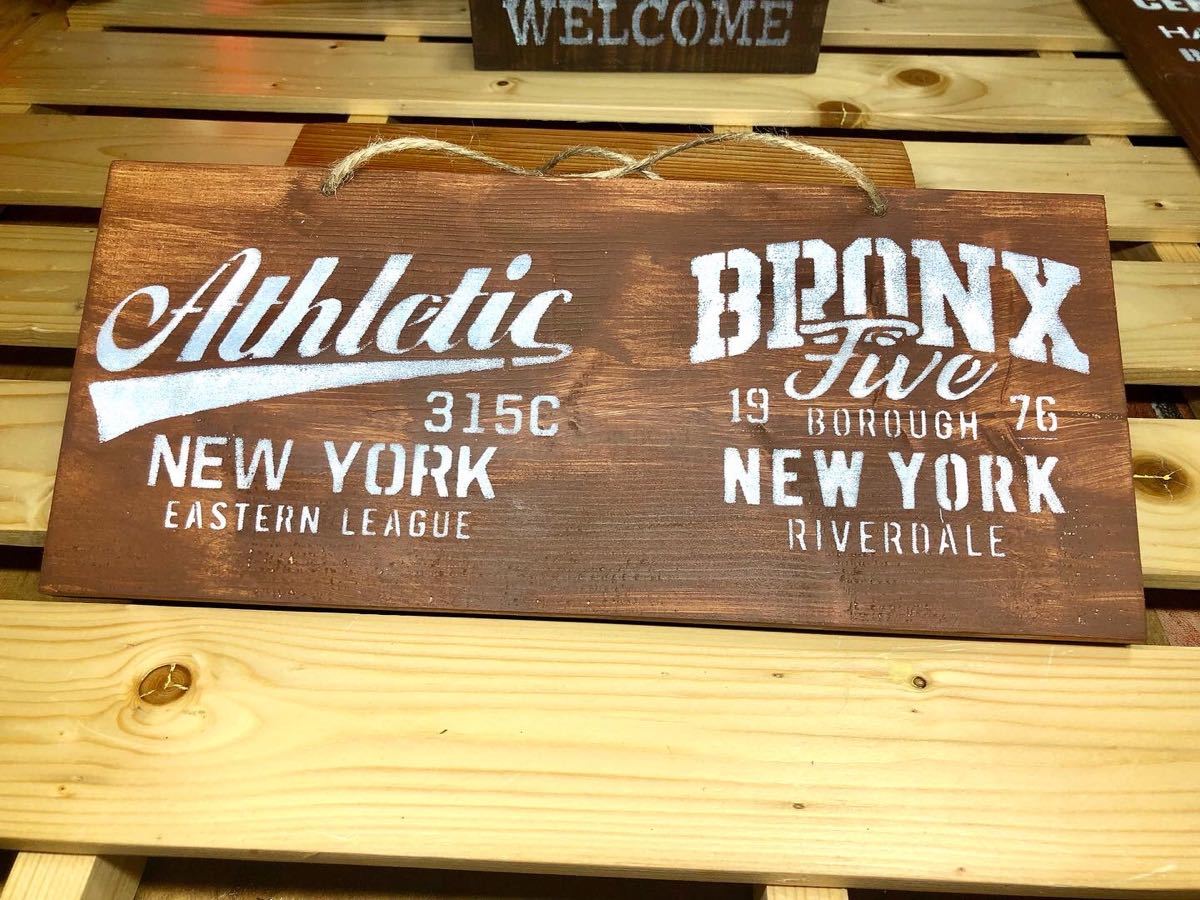 WELCOME
Athletic
315C
NEW YORK
EASTERN LEAGUE
BRONX
Five
19 BOROUGH 76
NEW YORK
RIVERDALE